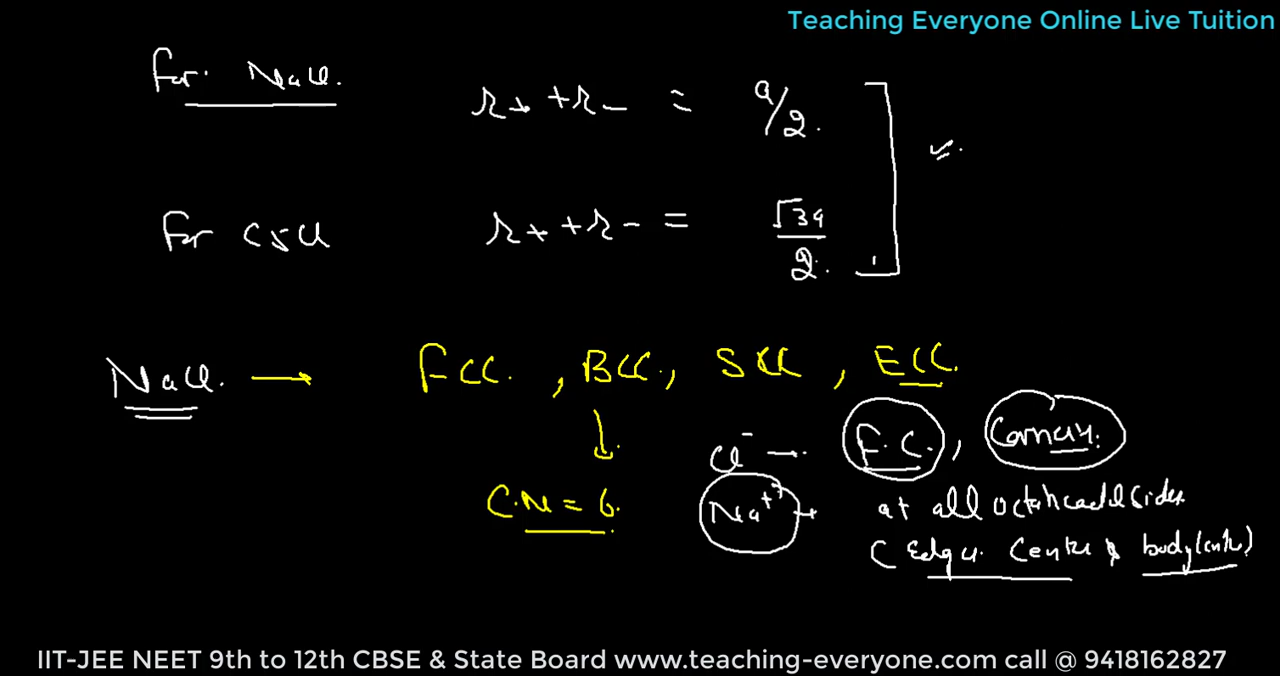 Teaching Everyone Online Live Tuition
For NaCl.
r+ + r- = a/2.
For CsCl r+ + r- = √3a/2.
NaCl. → FCC. , BCC, SCC , ECC.
Cl- → F.C. , Corners.
C.N = 6. Na+ → at all octahedral sides
( Edge Centre & body centre)
IIT-JEE NEET 9th to 12th CBSE & State Board www.teaching-everyone.com call @ 9418162827